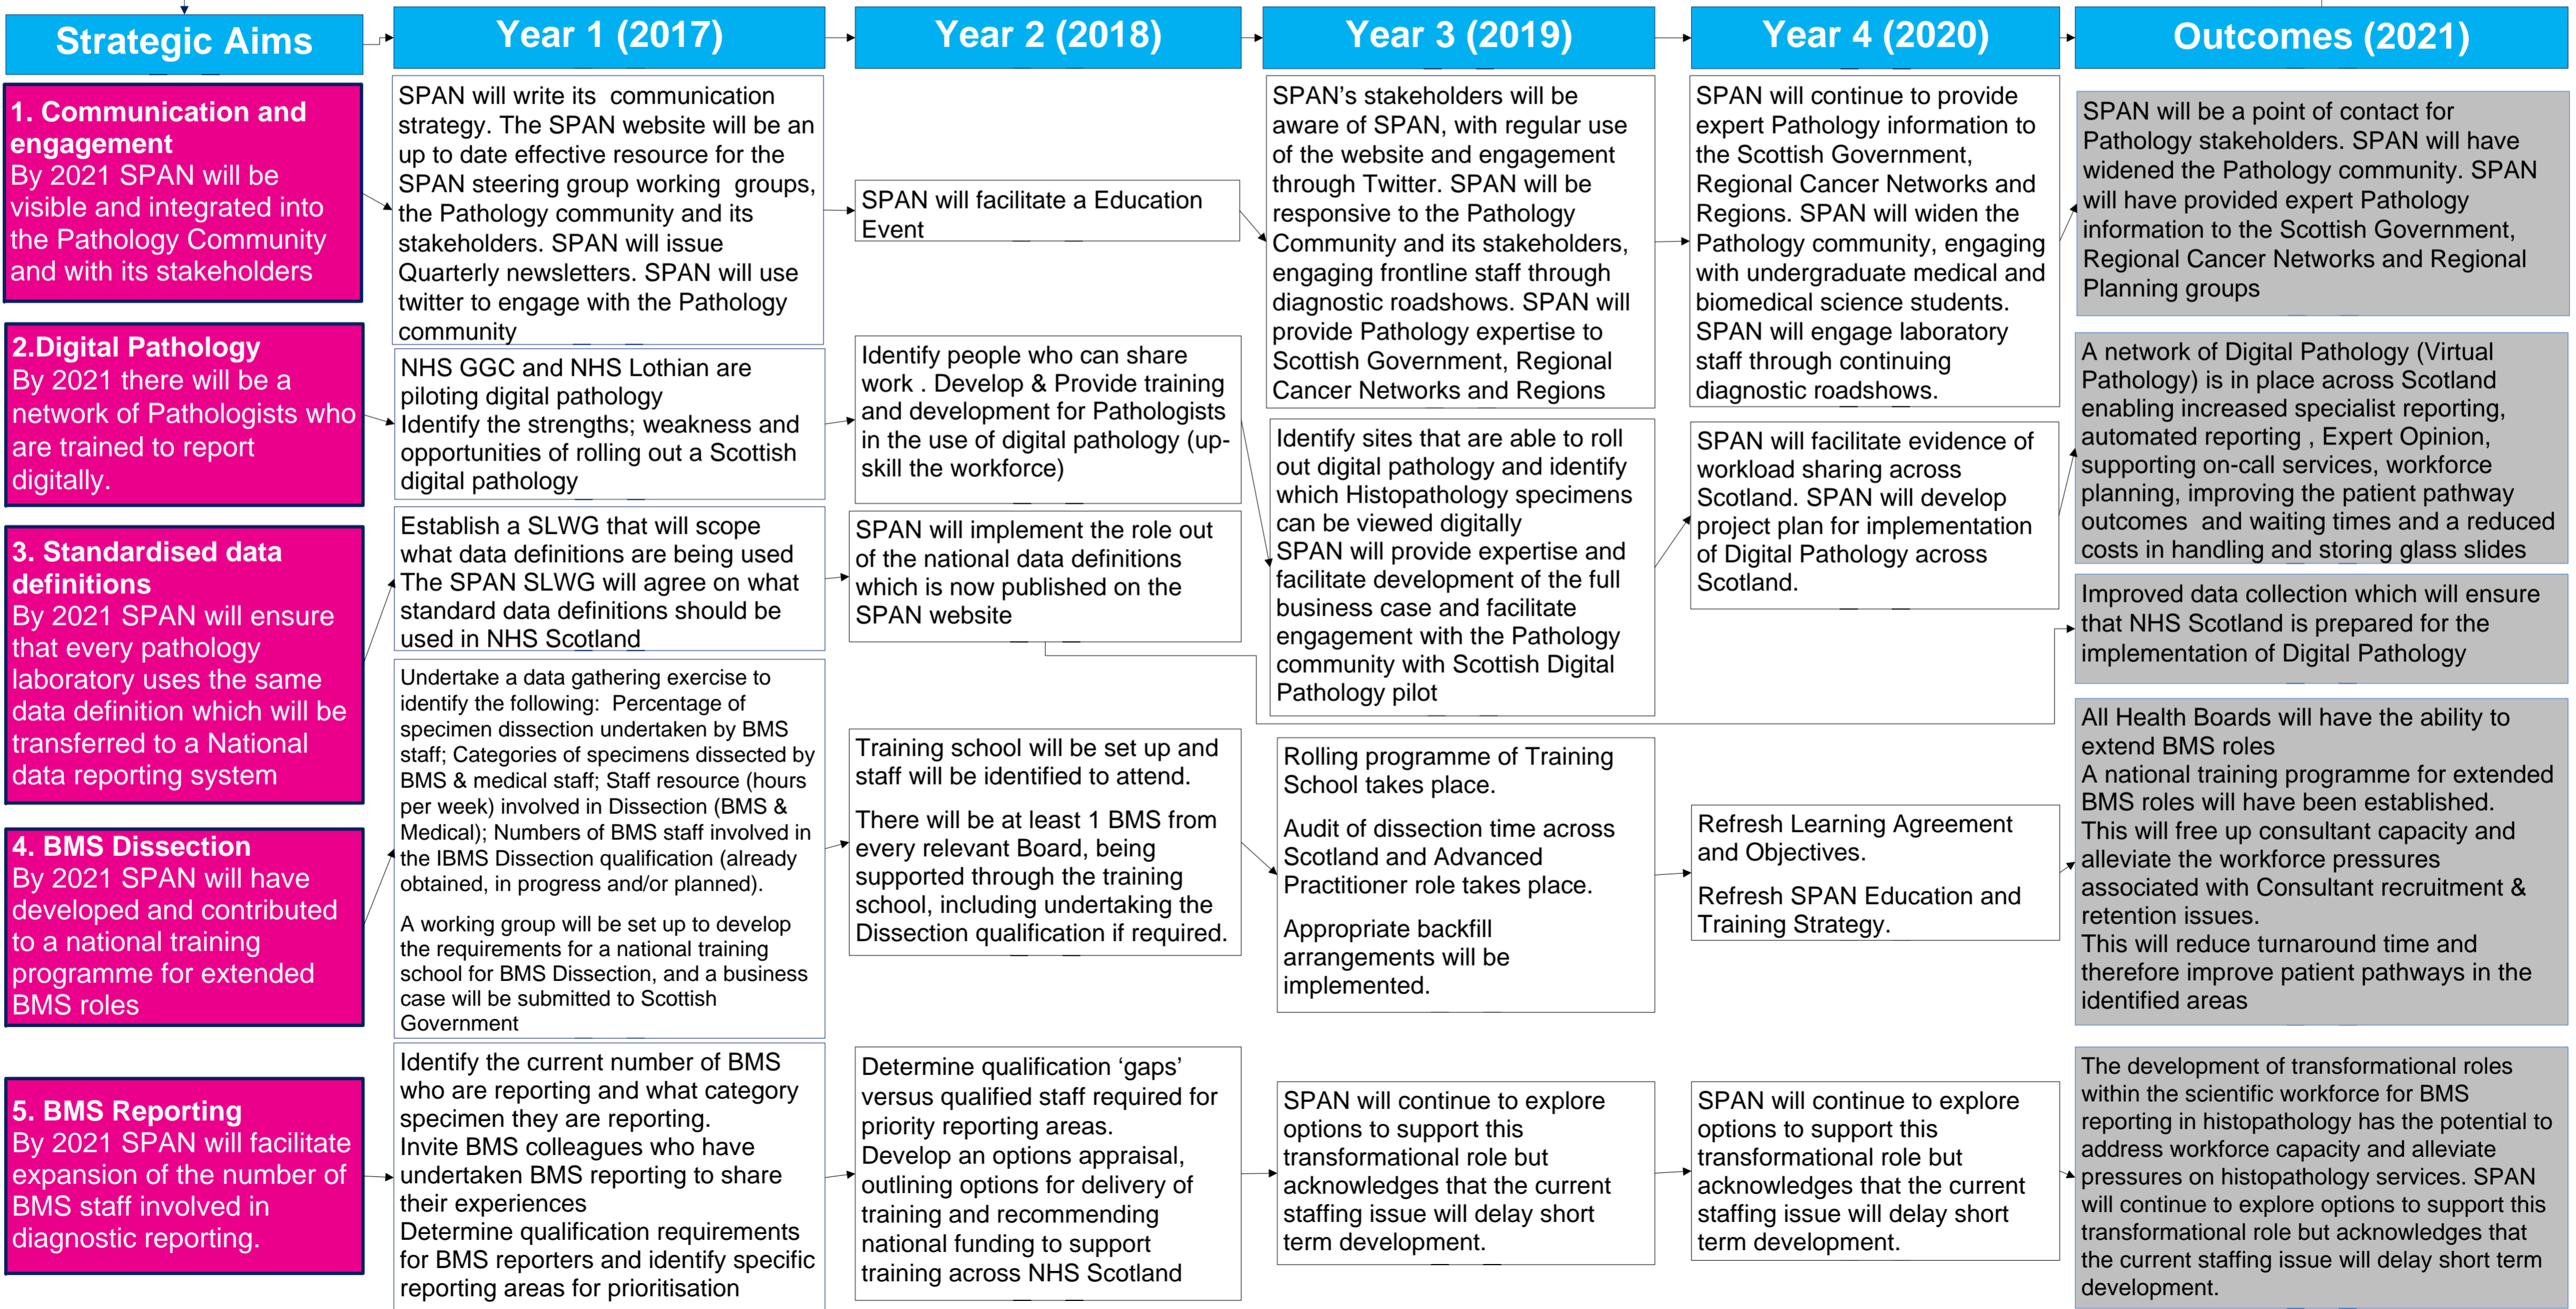 Strategic Aims
Year 1 (2017)
Year 2 (2018)
Year 3 (2019)
Year 4 (2020)
Outcomes (2021)
1. Communication and
engagement
By 2021 SPAN will be
visible and integrated into
the Pathology Community
and with its stakeholders
SPAN will write its communication
strategy. The SPAN website will be an
up to date effective resource for the
SPAN steering group working groups,
the Pathology community and its
stakeholders. SPAN will issue
Quarterly newsletters. SPAN will use
twitter to engage with the Pathology
community
SPAN will facilitate a Education
Event
SPAN's stakeholders will be
aware of SPAN, with regular use
of the website and engagement
through Twitter. SPAN will be
responsive to the Pathology
Community and its stakeholders,
engaging frontline staff through
diagnostic roadshows. SPAN will
provide Pathology expertise to
Scottish Government, Regional
Cancer Networks and Regions
SPAN will continue to provide
expert Pathology information to
the Scottish Government,
Regional Cancer Networks and
Regions. SPAN will widen the
Pathology community, engaging
with undergraduate medical and
biomedical science students.
SPAN will engage laboratory
staff through continuing
diagnostic roadshows.
SPAN will be a point of contact for
Pathology stakeholders. SPAN will have
widened the Pathology community. SPAN
will have provided expert Pathology
information to the Scottish Government,
Regional Cancer Networks and Regional
Planning groups
2.Digital Pathology
By 2021 there will be a
network of Pathologists who
are trained to report
digitally.
NHS GGC and NHS Lothian are
piloting digital pathology
Identify the strengths; weakness and
opportunities of rolling out a Scottish
digital pathology
Identify people who can share
work . Develop & Provide training
and development for Pathologists
in the use of digital pathology (up-
skill the workforce)
Identify sites that are able to roll
out digital pathology and identify
which Histopathology specimens
can be viewed digitally
SPAN will provide expertise and
facilitate development of the full
business case and facilitate
engagement with the Pathology
community with Scottish Digital
Pathology pilot
SPAN will facilitate evidence of
workload sharing across
Scotland. SPAN will develop
project plan for implementation
of Digital Pathology across
Scotland.
A network of Digital Pathology (Virtual
Pathology) is in place across Scotland
enabling increased specialist reporting,
automated reporting , Expert Opinion,
supporting on-call services, workforce
planning, improving the patient pathway
outcomes and waiting times and a reduced
costs in handling and storing glass slides
3. Standardised data
definitions
By 2021 SPAN will ensure
that every pathology
laboratory uses the same
data definition which will be
transferred to a National
data reporting system
Establish a SLWG that will scope
what data definitions are being used
The SPAN SLWG will agree on what
standard data definitions should be
used in NHS Scotland
SPAN will implement the role out
of the national data definitions
which is now published on the
SPAN website
Improved data collection which will ensure
that NHS Scotland is prepared for the
implementation of Digital Pathology
4. BMS Dissection
By 2021 SPAN will have
developed and contributed
to a national training
programme for extended
BMS roles
Undertake a data gathering exercise to
identify the following: Percentage of
specimen dissection undertaken by BMS
staff; Categories of specimens dissected by
BMS & medical staff; Staff resource (hours
per week) involved in Dissection (BMS &
Medical); Numbers of BMS staff involved in
the IBMS Dissection qualification (already
obtained, in progress and/or planned).
A working group will be set up to develop
the requirements for a national training
school for BMS Dissection, and a business
case will be submitted to Scottish
Government
Training school will be set up and
staff will be identified to attend.
There will be at least 1 BMS from
every relevant Board, being
supported through the training
school, including undertaking the
Dissection qualification if required.
Rolling programme of Training
School takes place.
Audit of dissection time across
Scotland and Advanced
Practitioner role takes place.
Appropriate backfill
arrangements will be
implemented.
Refresh Learning Agreement
and Objectives.
Refresh SPAN Education and
Training Strategy.
All Health Boards will have the ability to
extend BMS roles
A national training programme for extended
BMS roles will have been established.
This will free up consultant capacity and
alleviate the workforce pressures
associated with Consultant recruitment &
retention issues.
This will reduce turnaround time and
therefore improve patient pathways in the
identified areas
5. BMS Reporting
By 2021 SPAN will facilitate
expansion of the number of
BMS staff involved in
diagnostic reporting.
Identify the current number of BMS
who are reporting and what category
specimen they are reporting.
Invite BMS colleagues who have
undertaken BMS reporting to share
their experiences
Determine qualification requirements
for BMS reporters and identify specific
reporting areas for prioritisation
Determine qualification ‘gaps’
versus qualified staff required for
priority reporting areas.
Develop an options appraisal,
outlining options for delivery of
training and recommending
national funding to support
training across NHS Scotland
SPAN will continue to explore
options to support this
transformational role but
acknowledges that the current
staffing issue will delay short
term development.
SPAN will continue to explore
options to support this
transformational role but
acknowledges that the current
staffing issue will delay short
term development.
The development of transformational roles
within the scientific workforce for BMS
reporting in histopathology has the potential to
address workforce capacity and alleviate
pressures on histopathology services. SPAN
will continue to explore options to support this
transformational role but acknowledges that
the current staffing issue will delay short term
development.